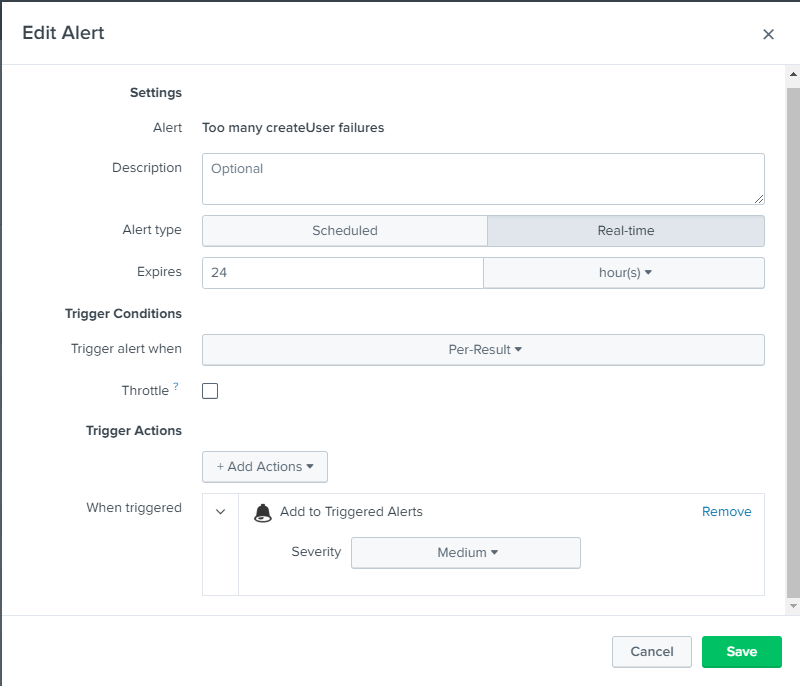 Edit Alert
Settings
Alert Too many createUser failures
Description Optional
Alert type Scheduled Real-time
Expires 24 hour(s)
Trigger Conditions
Trigger alert when Per-Result
Throttle ?
Trigger Actions
+ Add Actions
When triggered Add to Triggered Alerts Remove
Severity Medium
Cancel Save